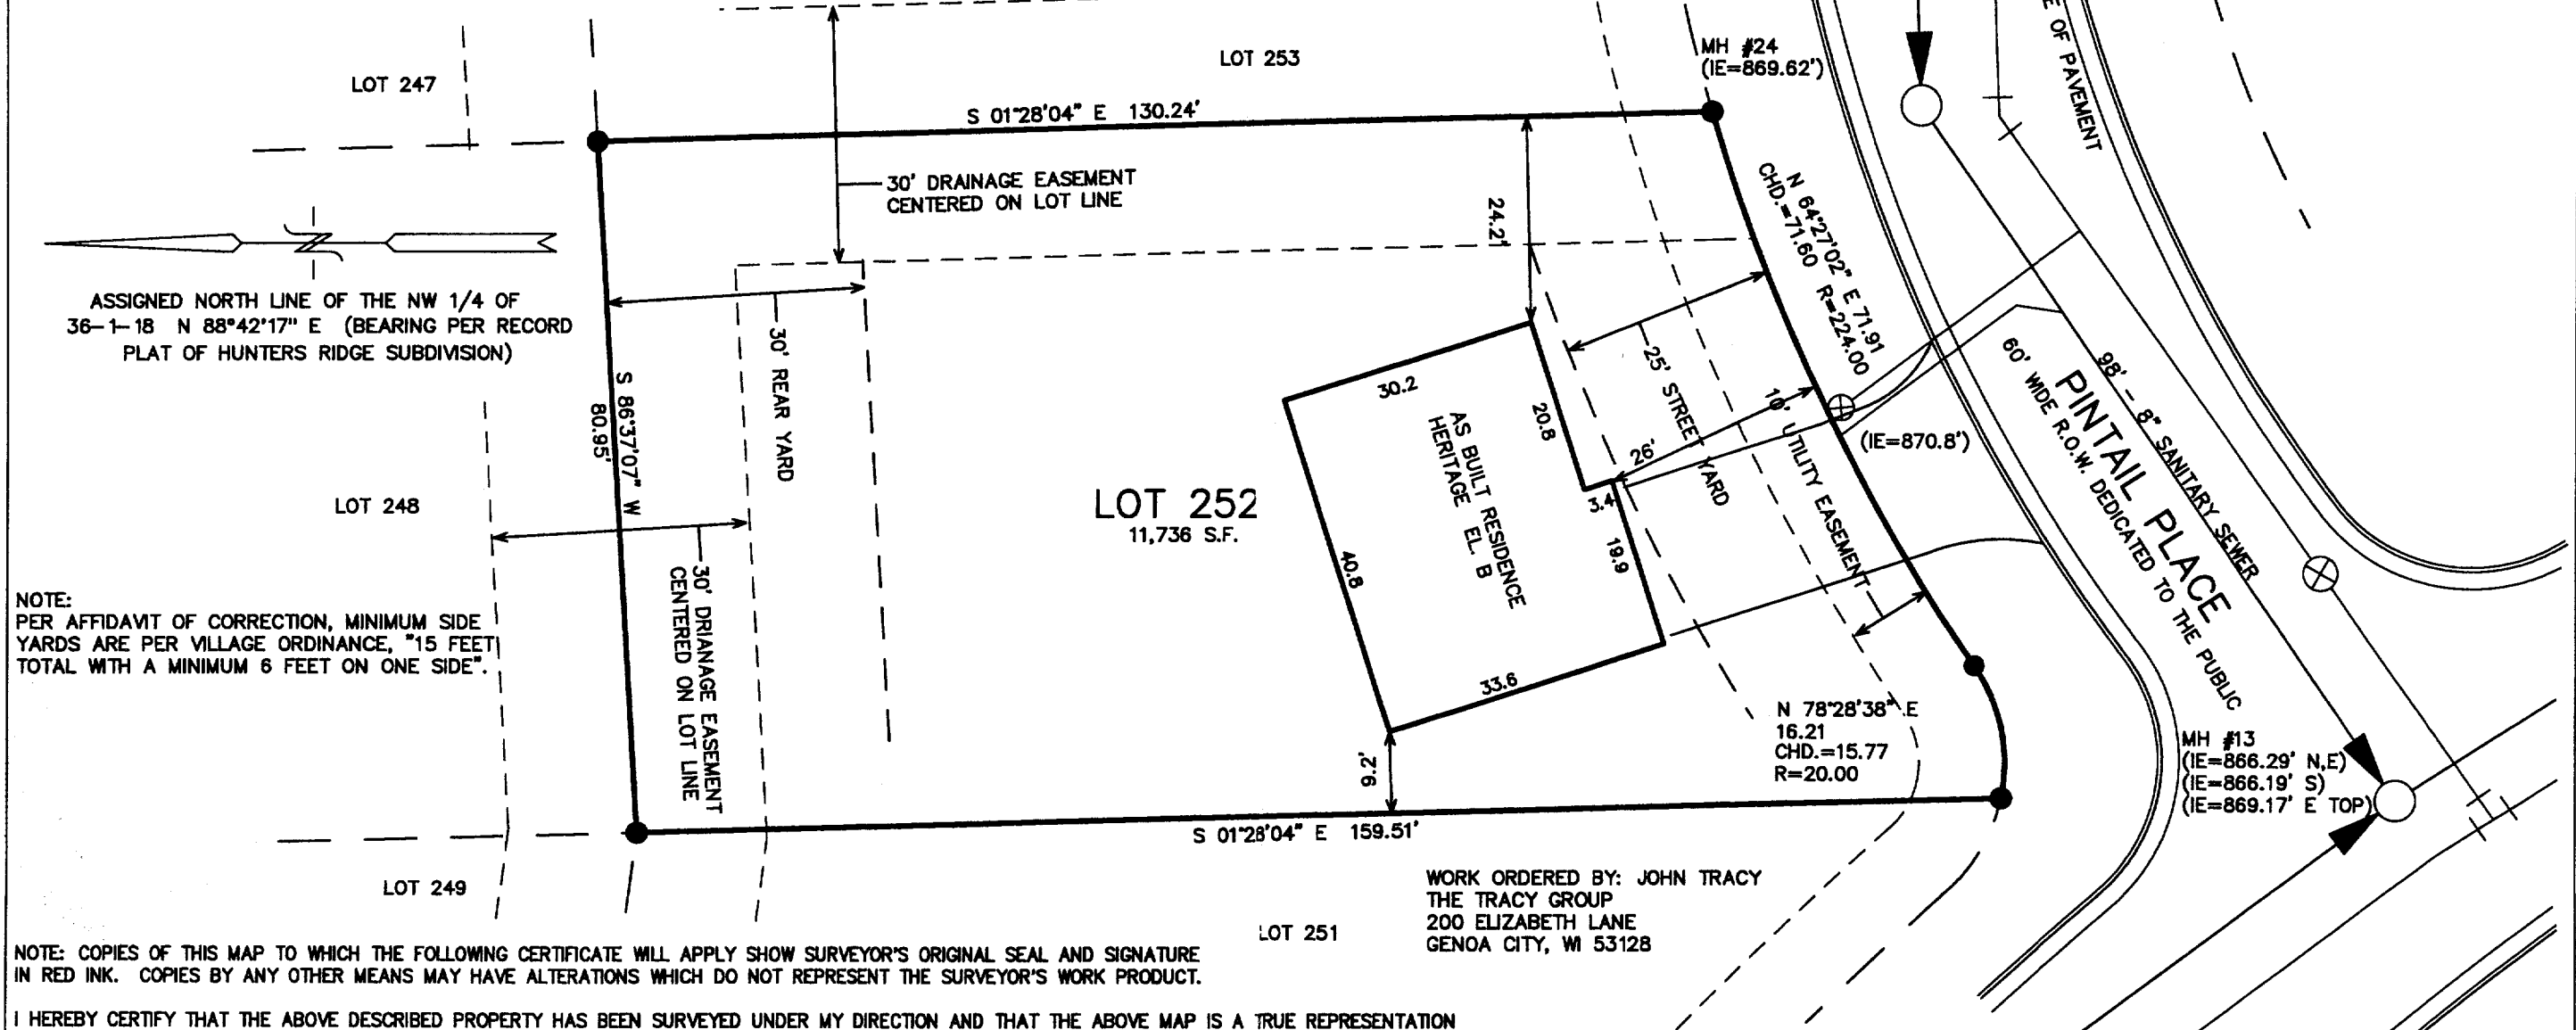 LOT 247
LOT 253
MH #24
(IE=869.62')
E OF PAVEMENT
S 01°28'04" E 130.24'
30' DRAINAGE EASEMENT
CENTERED ON LOT LINE
24.2'
N 64°27'02" E 71.91
CHD.=71.60 R=224.00
ASSIGNED NORTH LINE OF THE NW 1/4 OF
36-1-18 N 88°42'17" E (BEARING PER RECORD
PLAT OF HUNTERS RIDGE SUBDIVISION)
S 86°37'07" W
80.95'
30' REAR YARD
30.2
20.8
AS BUILT RESIDENCE
HERITAGE EL. B
25' STREET YARD
26'
10' UTILITY EASEMENT
(IE=870.8')
98' - 8" SANITARY SEWER
PINTAIL PLACE
60' WIDE R.O.W. DEDICATED TO THE PUBLIC
LOT 248
LOT 252
11,736 S.F.
3.4
19.9
40.8
33.6
30' DRIANAGE EASEMENT
CENTERED ON LOT LINE
NOTE:
PER AFFIDAVIT OF CORRECTION, MINIMUM SIDE
YARDS ARE PER VILLAGE ORDINANCE, "15 FEET
TOTAL WITH A MINIMUM 6 FEET ON ONE SIDE".
N 78°28'38" E
16.21
CHD.=15.77
R=20.00
MH #13
(IE=866.29' N,E)
(IE=866.19' S)
(IE=869.17' E TOP)
9.2'
S 01°28'04" E 159.51'
LOT 249
LOT 251
WORK ORDERED BY: JOHN TRACY
THE TRACY GROUP
200 ELIZABETH LANE
GENOA CITY, WI 53128
NOTE: COPIES OF THIS MAP TO WHICH THE FOLLOWING CERTIFICATE WILL APPLY SHOW SURVEYOR'S ORIGINAL SEAL AND SIGNATURE
IN RED INK. COPIES BY ANY OTHER MEANS MAY HAVE ALTERATIONS WHICH DO NOT REPRESENT THE SURVEYOR'S WORK PRODUCT.
I HEREBY CERTIFY THAT THE ABOVE DESCRIBED PROPERTY HAS BEEN SURVEYED UNDER MY DIRECTION AND THAT THE ABOVE MAP IS A TRUE REPRESENTATION